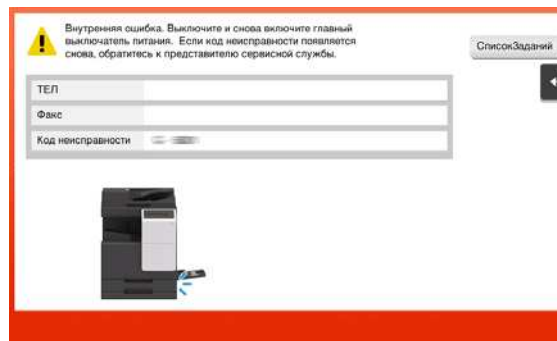 Внутренняя ошибка. Выключите и снова включите главный
выключатель питания. Если код неисправности появляется
снова, обратитесь к представителю сервисной службы.
СписокЗаданий
ТЕЛ
Факс
Код неисправности